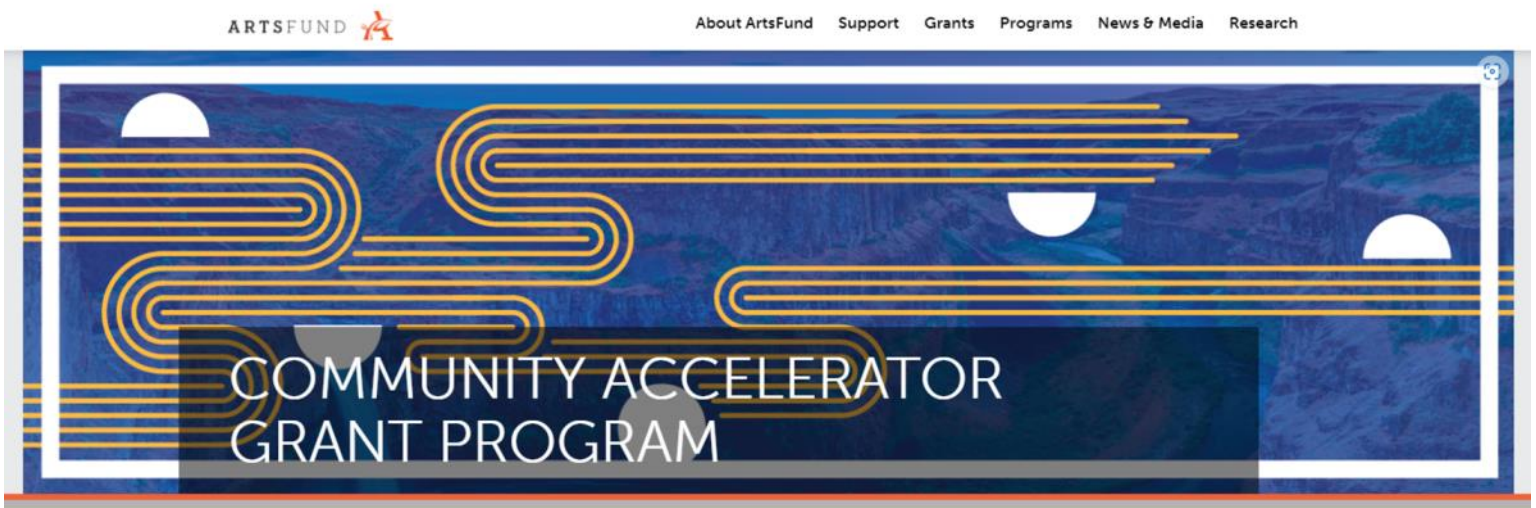 ARTSFUND
About ArtsFund Support Grants Programs News & Media Research
COMMUNITY ACCELERATOR
GRANT PROGRAM